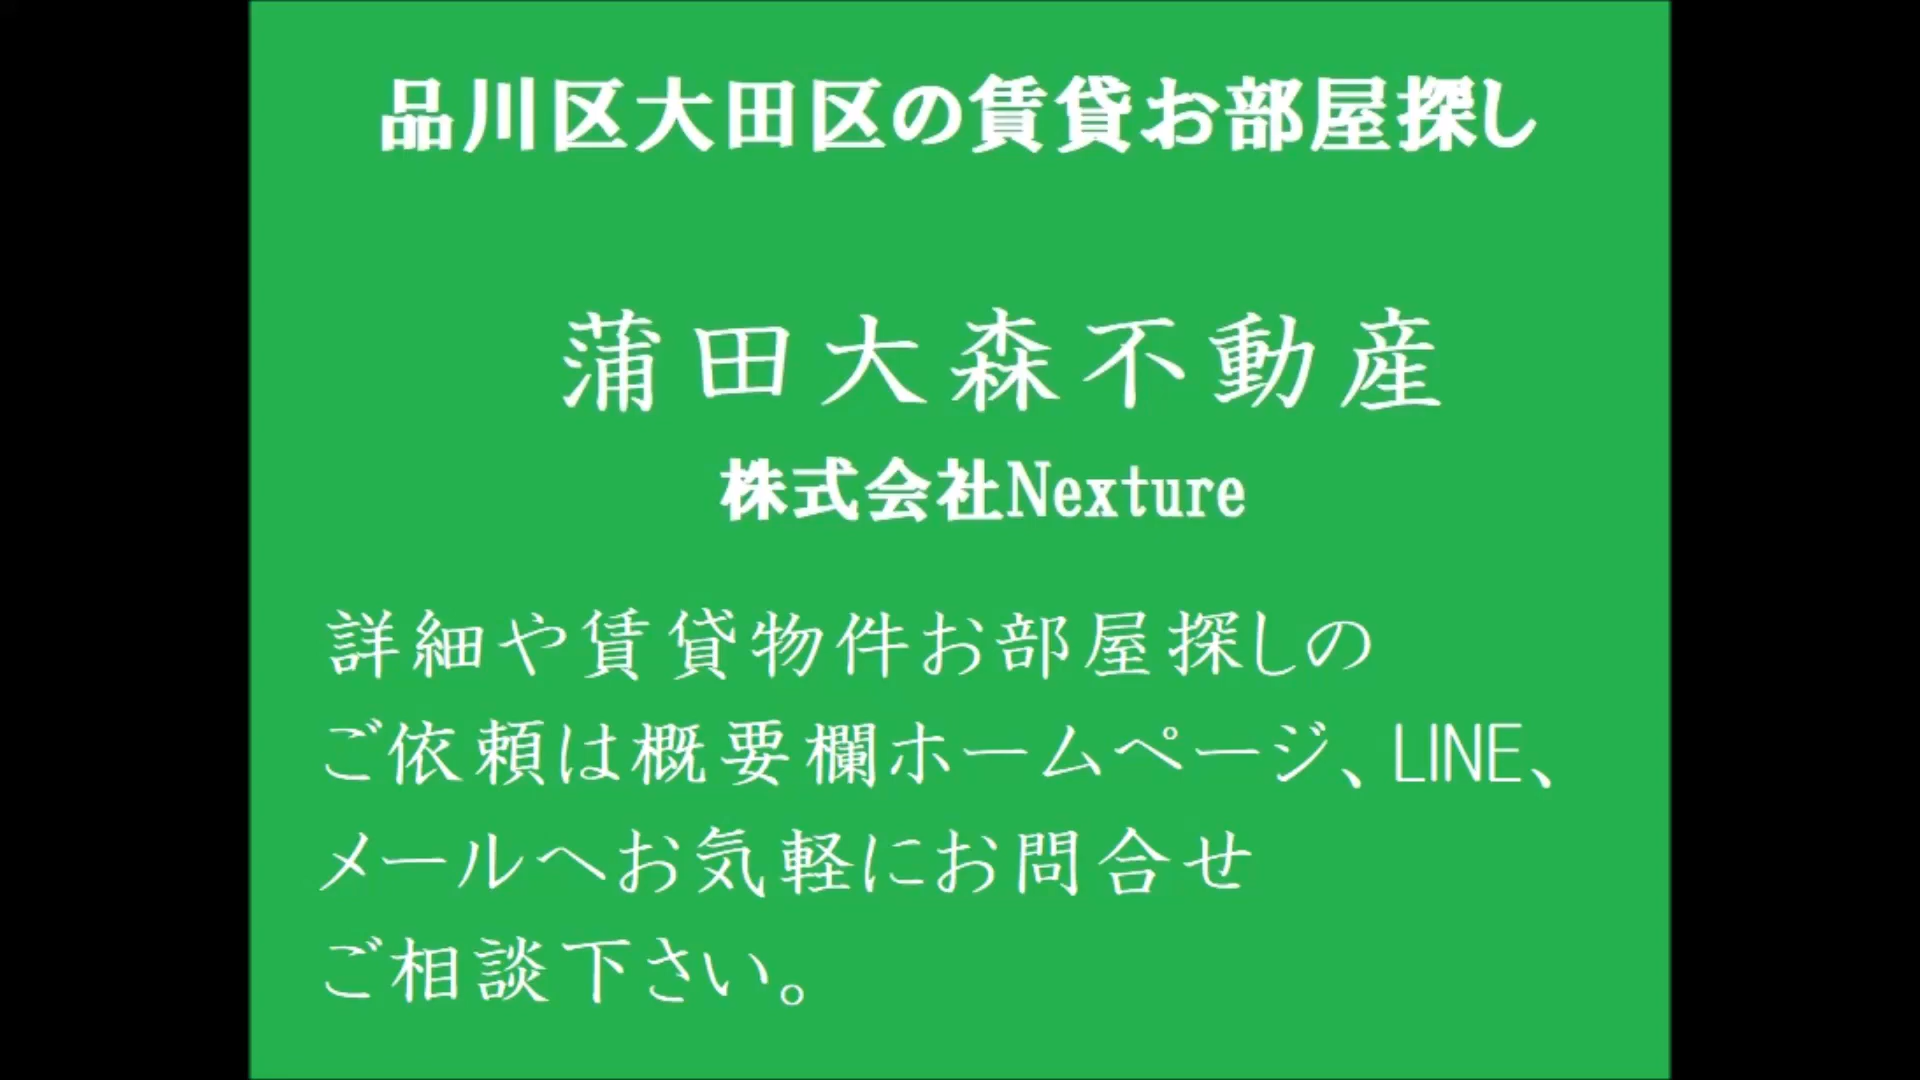 品川区大田区の賃貸お部屋探し
蒲田大森不動産
株式会社Nexture
詳細や賃貸物件お部屋探しの
ご依頼は概要欄ホームページ、LINE、
メールへお気軽にお問合せ
ご相談下さい。